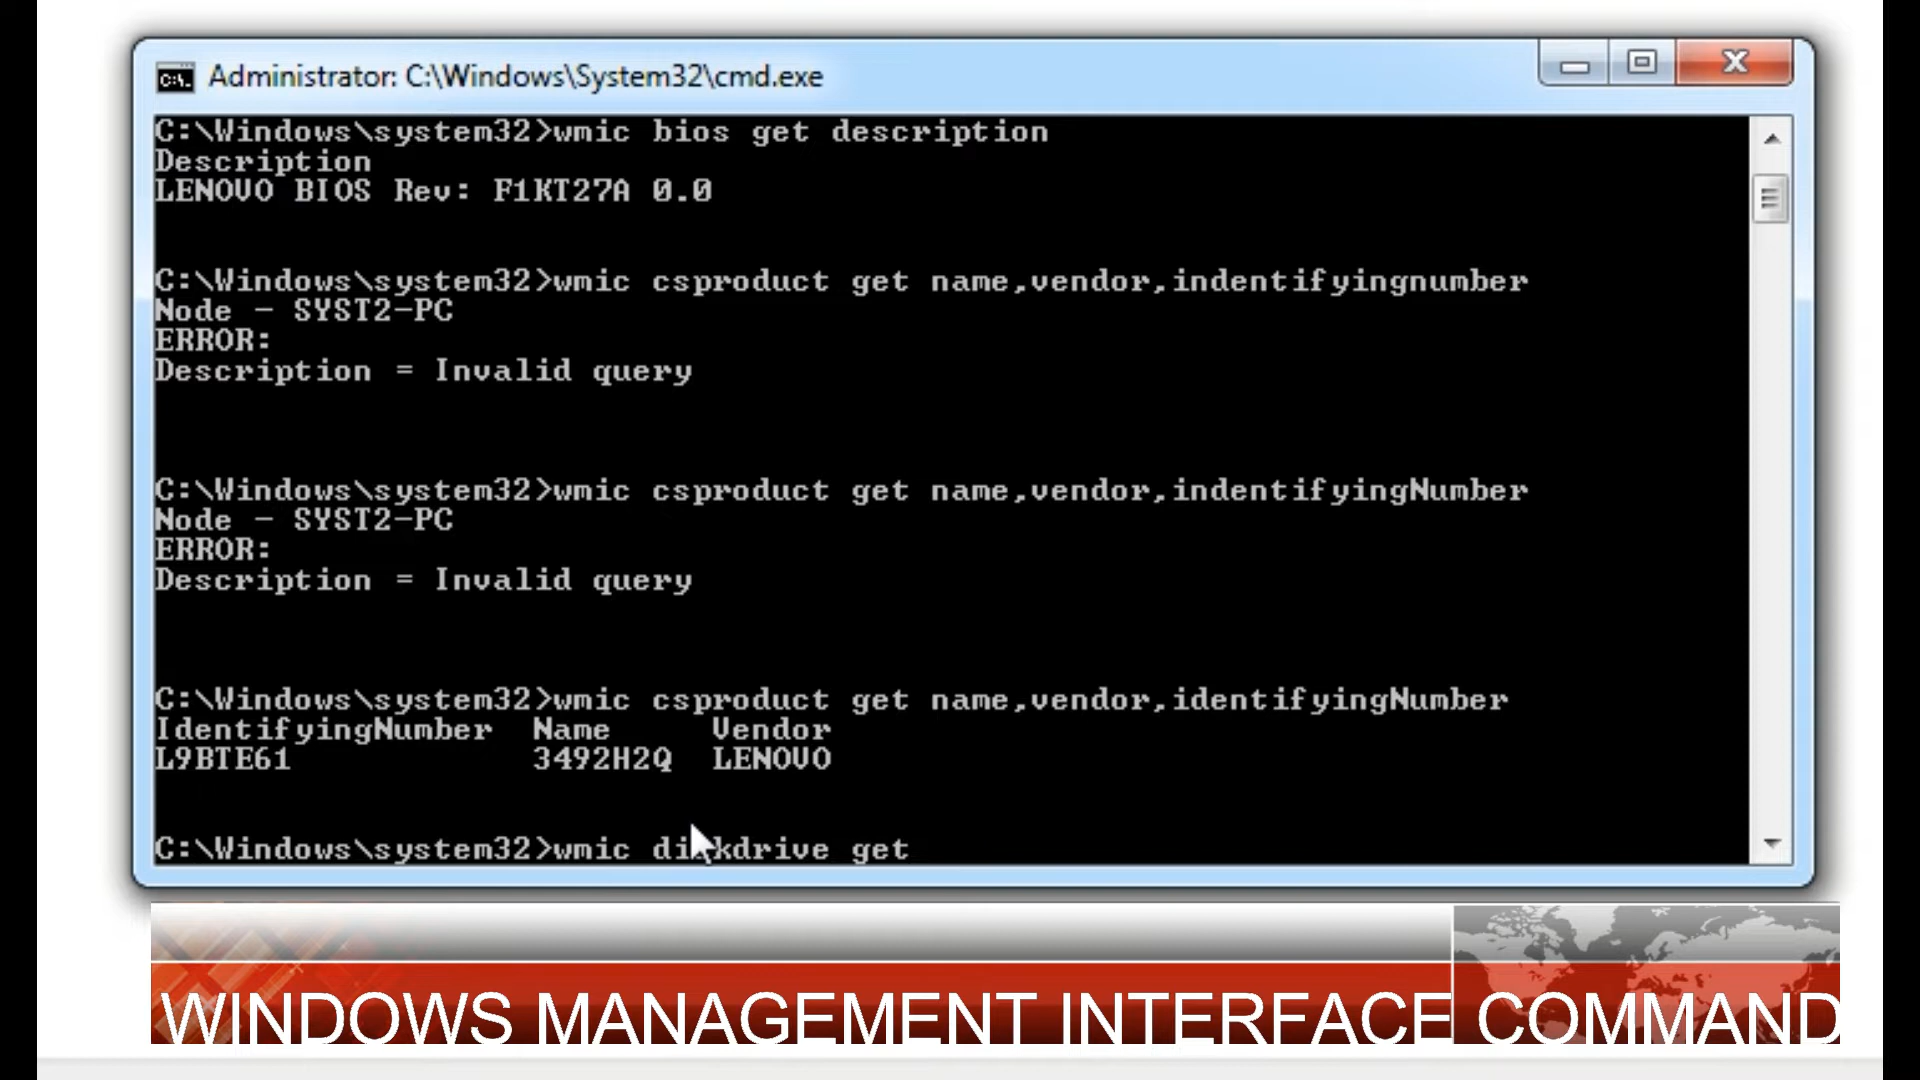 Administrator: C:\Windows\System32\cmd.exe
C:\Windows\system32>wmic bios get description
Description
LENOVO BIOS Rev: F1KT27A 0.0
C:\Windows\system32>wmic csproduct get name,vendor,indentifyingnumber
Node - SYST2-PC
ERROR:
Description = Invalid query
C:\Windows\system32>wmic csproduct get name,vendor,indentifyingNumber
Node - SYST2-PC
ERROR:
Description = Invalid query
C:\Windows\system32>wmic csproduct get name,vendor,identifyingNumber
IdentifyingNumber Name Vendor
L9BTE61 3492H2Q LENOVO
C:\Windows\system32>wmic diskdrive get
WINDOWS MANAGEMENT INTERFACE COMMAND